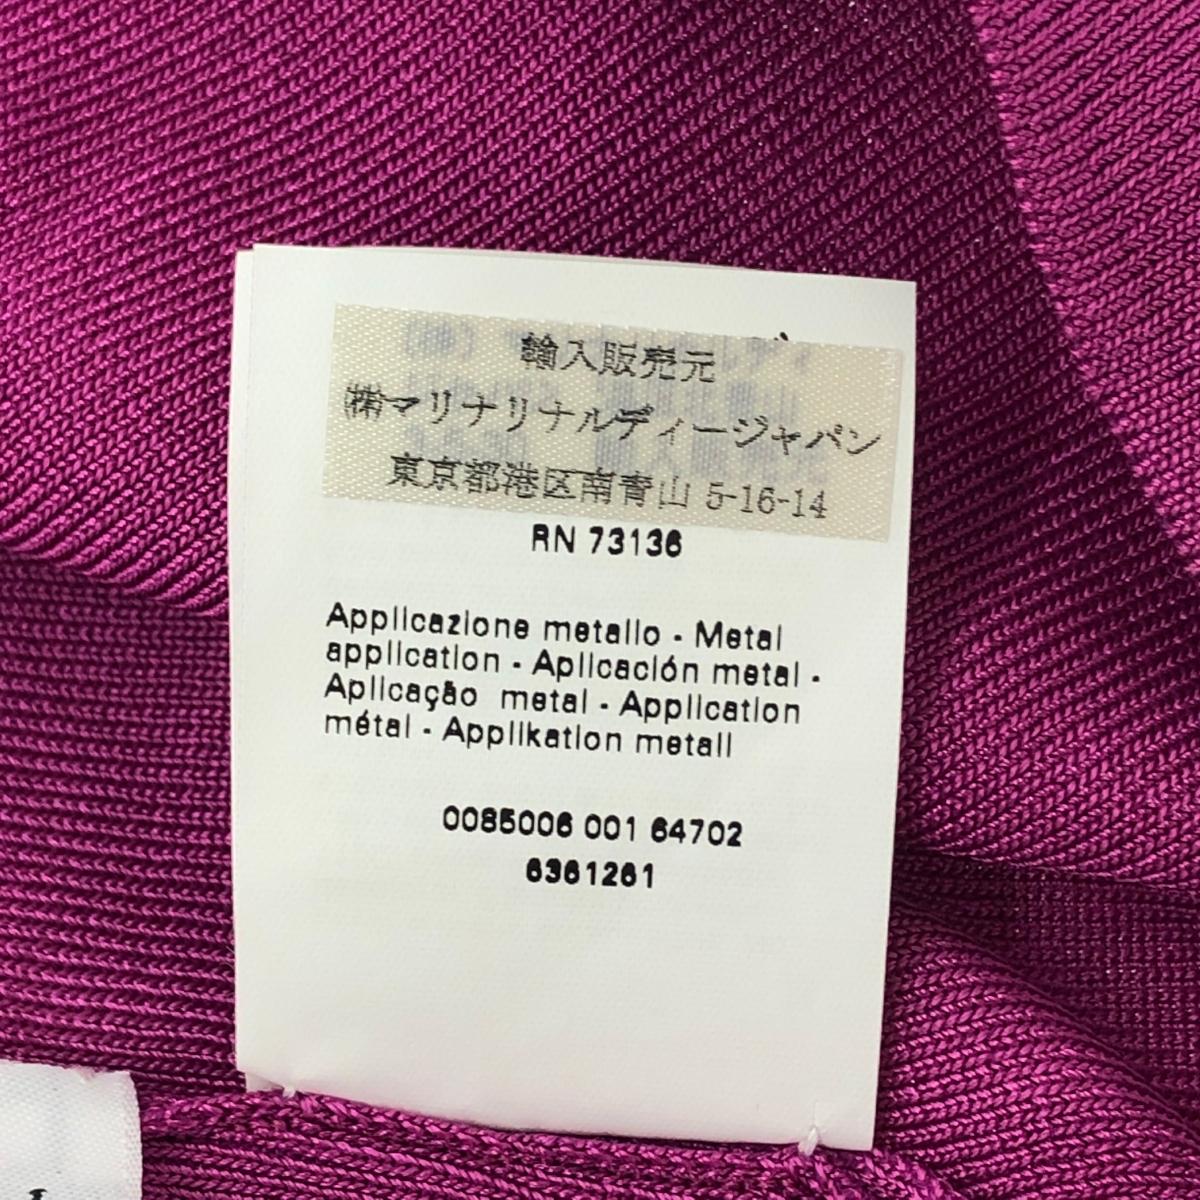 輸入販売元
㈱マリナリナルディージャパン
東京都港区南青山 5-16-14
RN 73136
Applicazione metallo - Metal
application - Aplicación metal -
Aplicação metal - Application
métal - Applikation metall
0085006 001 64702
6361261